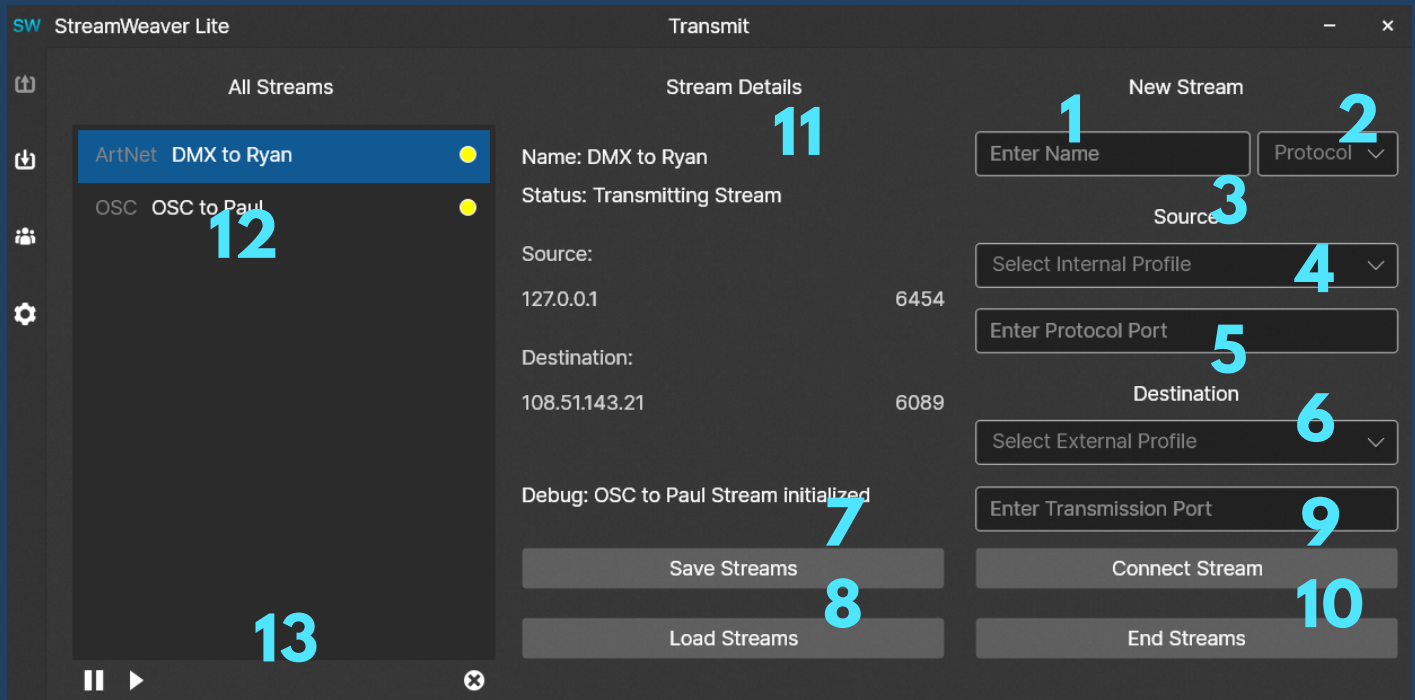 SW StreamWeaver Lite
Transmit
All Streams
ArtNet DMX to Ryan
OSC OSC to Paul
12
13
Stream Details
11
Name: DMX to Ryan
Status: Transmitting Stream
Source:
127.0.0.1 6454
Destination:
108.51.143.21 6089
Debug: OSC to Paul Stream initialized
7
Save Streams
8
Load Streams
New Stream
1
2
Enter Name
Protocol
3
Source
4
Select Internal Profile
Enter Protocol Port
5
Destination
6
Select External Profile
Enter Transmission Port
9
Connect Stream
10
End Streams